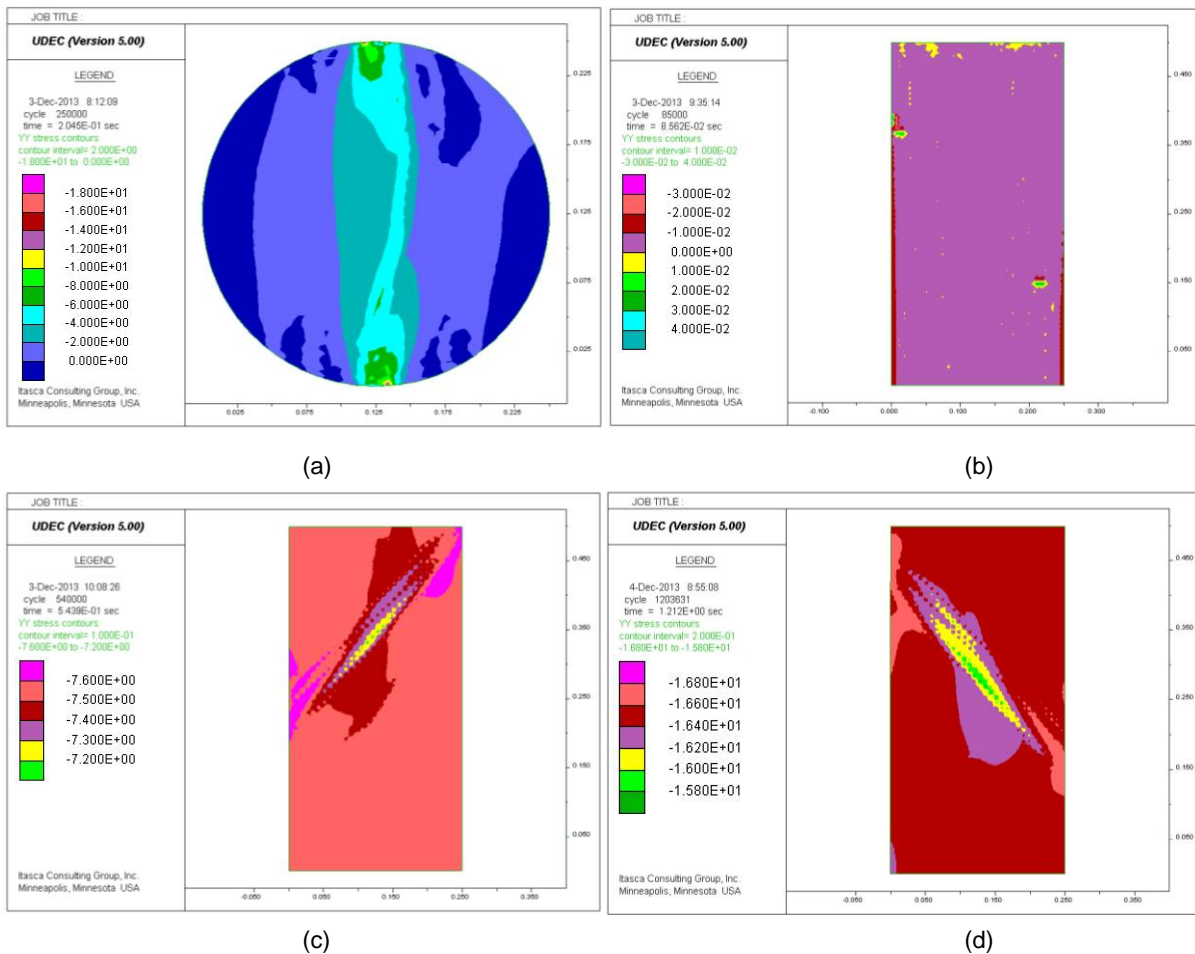 JOB TITLE :
UDEC (Version 5.00)
LEGEND
3-Dec-2013 8:12:09
cycle 250000
time = 2.045E-01 sec
YY stress contours
contour interval= 2.000E+00
-1.800E+01 to 0.000E+00
-1.800E+01
-1.600E+01
-1.400E+01
-1.200E+01
-1.000E+01
-8.000E+00
-6.000E+00
-4.000E+00
-2.000E+00
0.000E+00
Itasca Consulting Group, Inc.
Minneapolis, Minnesota USA
0.225
0.175
0.125
0.075
0.025
0.025 0.075 0.125 0.175 0.225
(a)
JOB TITLE :
UDEC (Version 5.00)
LEGEND
3-Dec-2013 9:35:14
cycle 85000
time = 8.562E-02 sec
YY stress contours
contour interval= 1.000E-02
-3.000E-02 to 4.000E-02
-3.000E-02
-2.000E-02
-1.000E-02
0.000E+00
1.000E-02
2.000E-02
3.000E-02
4.000E-02
Itasca Consulting Group, Inc.
Minneapolis, Minnesota USA
0.450
0.350
0.250
0.150
0.050
-0.100 0.000 0.100 0.200 0.300
(b)
JOB TITLE :
UDEC (Version 5.00)
LEGEND
3-Dec-2013 10:08:26
cycle 540000
time = 5.439E-01 sec
YY stress contours
contour interval= 1.000E-01
-7.600E+00 to -7.200E+00
-7.600E+00
-7.500E+00
-7.400E+00
-7.300E+00
-7.200E+00
Itasca Consulting Group, Inc.
Minneapolis, Minnesota USA
0.450
0.350
0.250
0.150
0.050
-0.050 0.050 0.150 0.250 0.350
(c)
JOB TITLE :
UDEC (Version 5.00)
LEGEND
4-Dec-2013 8:55:08
cycle 1203631
time = 1.212E+00 sec
YY stress contours
contour interval= 2.000E-01
-1.680E+01 to -1.580E+01
-1.680E+01
-1.660E+01
-1.640E+01
-1.620E+01
-1.600E+01
-1.580E+01
Itasca Consulting Group, Inc.
Minneapolis, Minnesota USA
0.450
0.350
0.250
0.150
0.050
-0.050 0.050 0.150 0.250 0.350
(d)